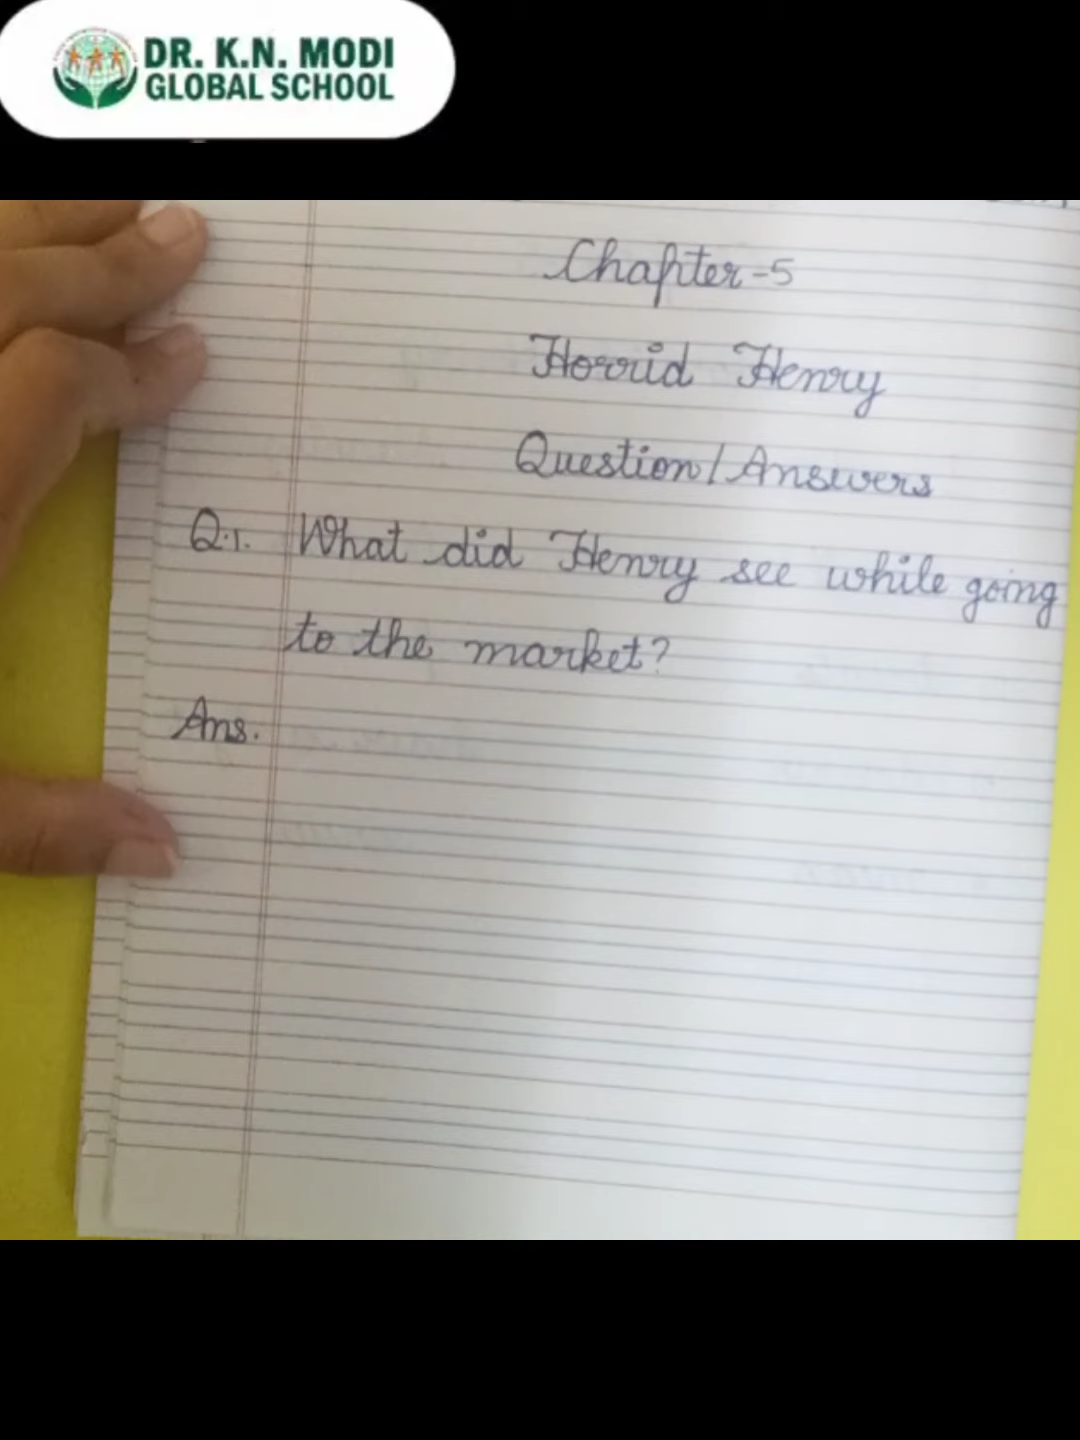 DR. K.N. MODI
GLOBAL SCHOOL
Chapter-5
Horrid Henry
Question/Answers
Q.1. What did Henry see while going
to the market?
Ans.